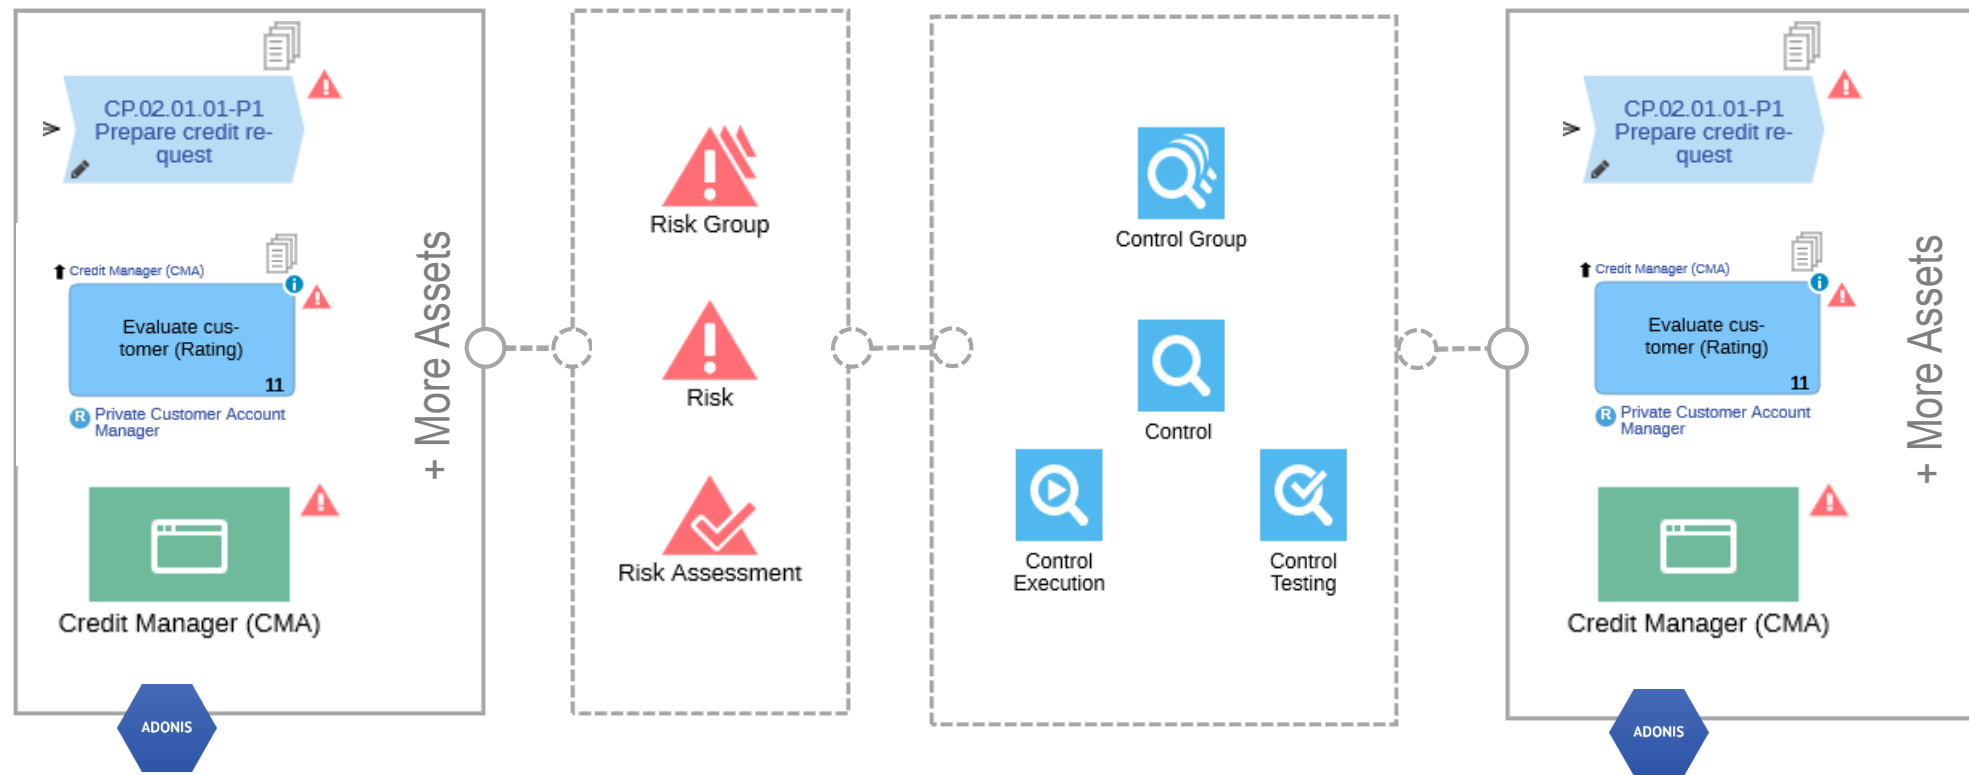 CP.02.01.01-P1
Prepare credit re-
quest
Credit Manager (CMA)
Evaluate cus-
tomer (Rating)
11
R Private Customer Account
Manager
Credit Manager (CMA)
+ More Assets
ADONIS
Risk Group
Risk
Risk Assessment
Control Group
Control
Control
Execution
Control
Testing
CP.02.01.01-P1
Prepare credit re-
quest
Credit Manager (CMA)
Evaluate cus-
tomer (Rating)
11
R Private Customer Account
Manager
Credit Manager (CMA)
+ More Assets
ADONIS